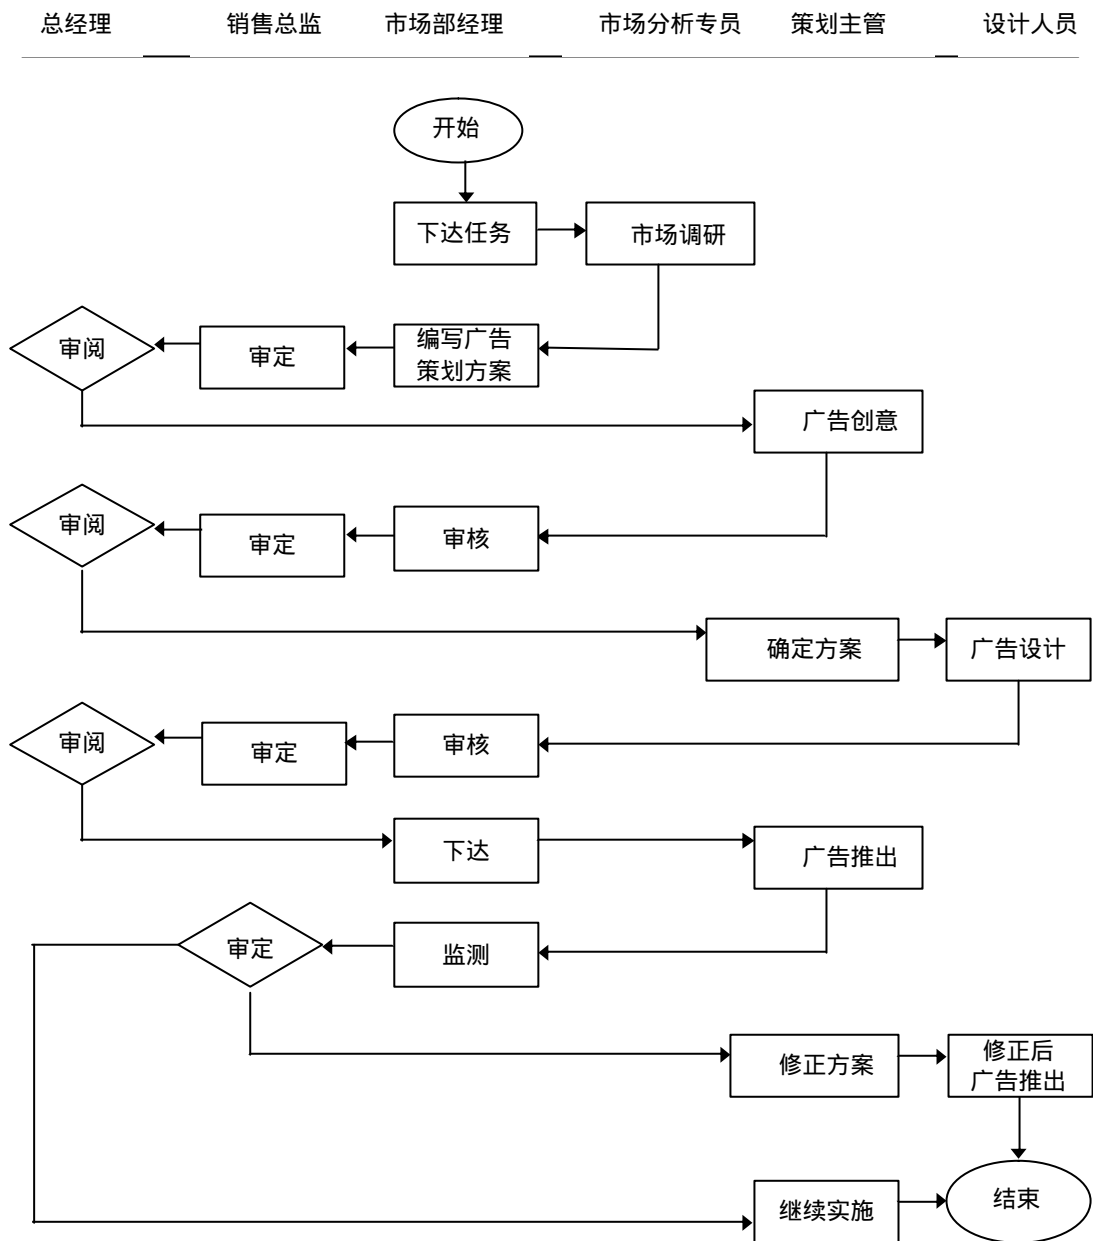 总经理
销售总监
市场部经理
市场分析专员
策划主管
设计人员
开始
下达任务
市场调研
审阅
审定
编写广告
策划方案
广告创意
审阅
审定
审核
确定方案
广告设计
审阅
审定
审核
下达
广告推出
审定
监测
修正方案
修正后
广告推出
继续实施
结束